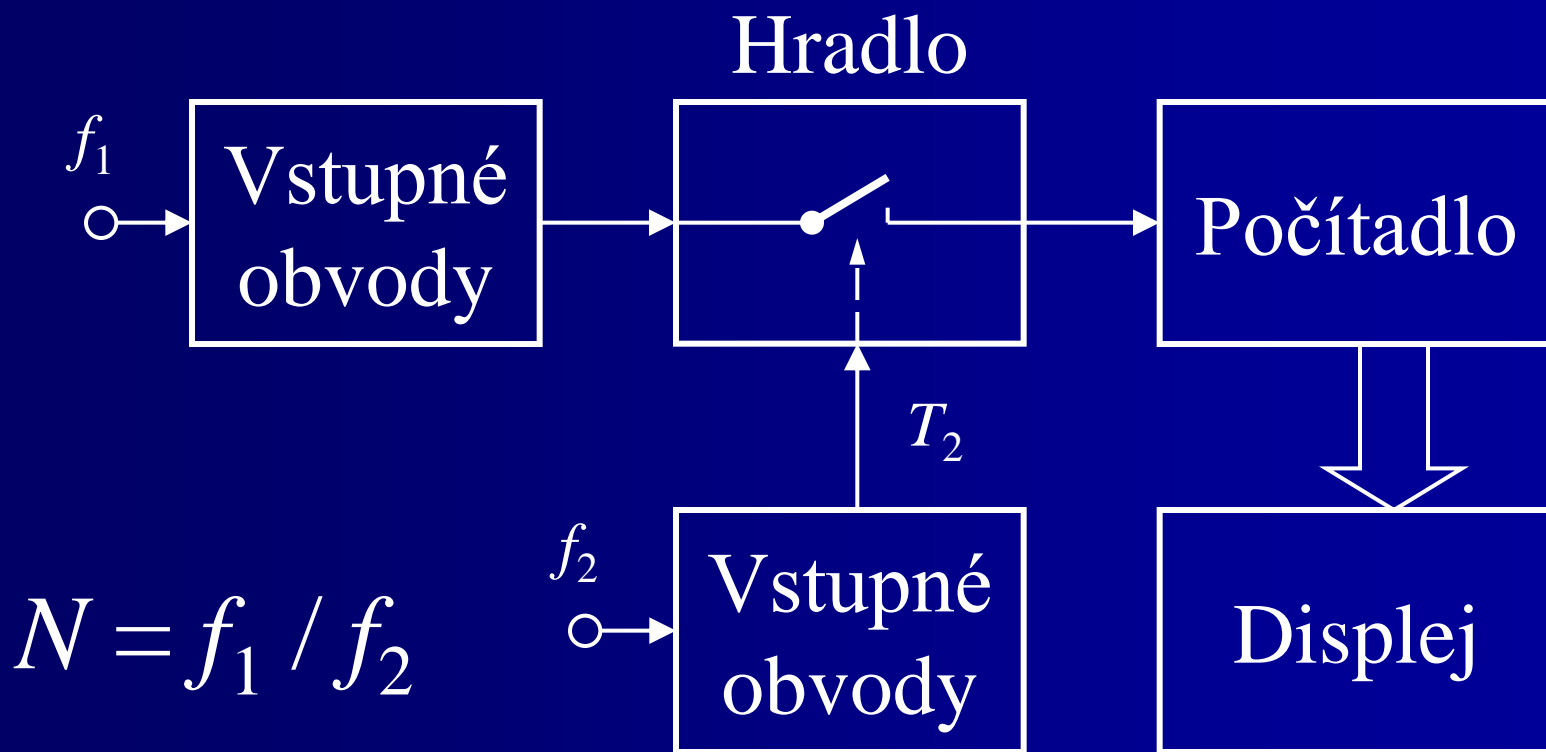 Hradlo
f₁
Vstupné
obvody
Počítadlo
T₂
f₂
Vstupné
obvody
Displej
N = f₁ / f₂